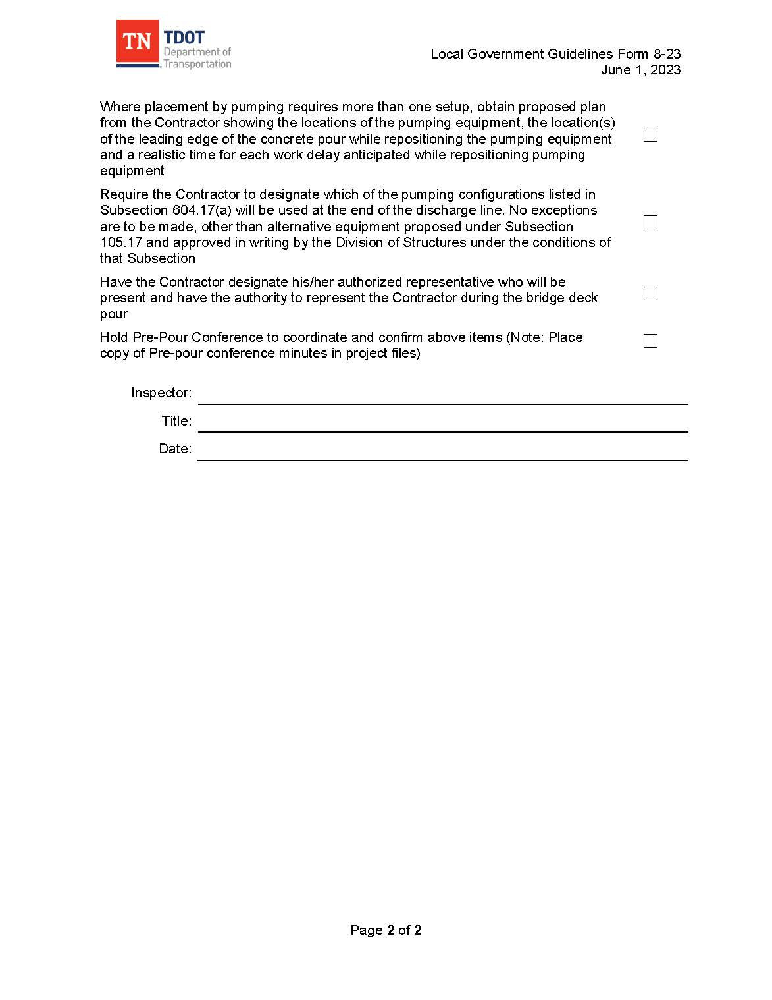 TN
TDOT
Department of
Transportation
Local Government Guidelines Form 8-23
June 1, 2023
Where placement by pumping requires more than one setup, obtain proposed plan
from the Contractor showing the locations of the pumping equipment, the location(s)
of the leading edge of the concrete pour while repositioning the pumping equipment
and a realistic time for each work delay anticipated while repositioning pumping
equipment
Require the Contractor to designate which of the pumping configurations listed in
Subsection 604.17(a) will be used at the end of the discharge line. No exceptions
are to be made, other than alternative equipment proposed under Subsection
105.17 and approved in writing by the Division of Structures under the conditions of
that Subsection
Have the Contractor designate his/her authorized representative who will be
present and have the authority to represent the Contractor during the bridge deck
pour
Hold Pre-Pour Conference to coordinate and confirm above items (Note: Place
copy of Pre-pour conference minutes in project files)
Inspector:
Title:
Date:
Page 2 of 2